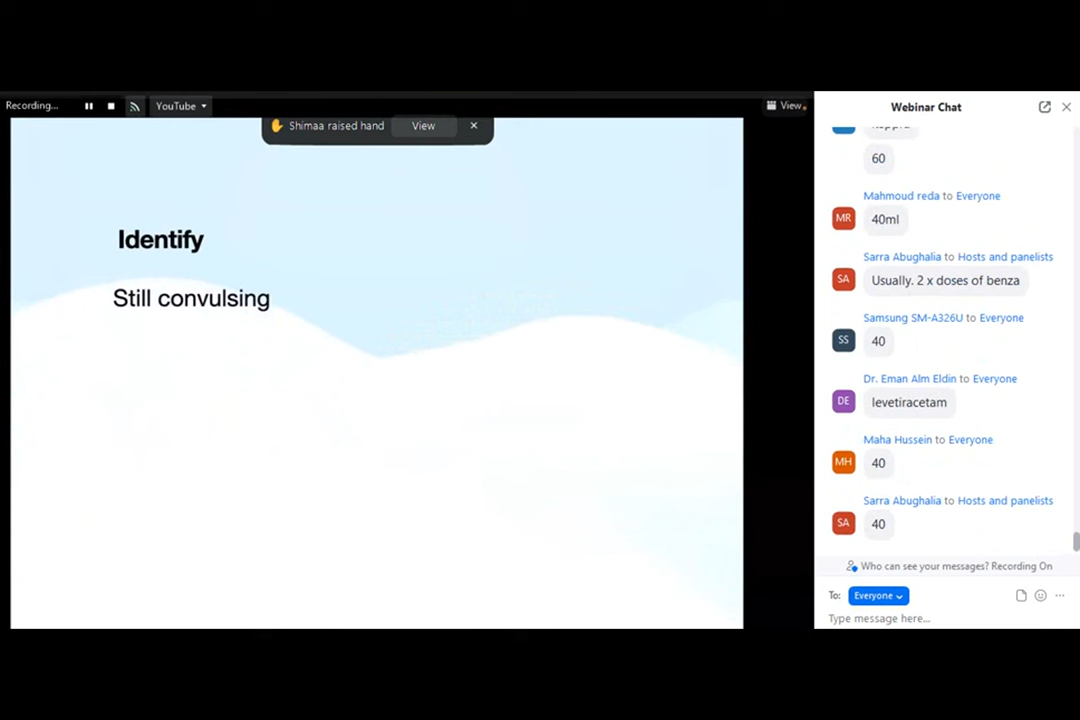 Recording...
YouTube
View
Shimaa raised hand
View
Identify
Still convulsing
Webinar Chat
60
Mahmoud reda to Everyone
MR
40ml
Sarra Abughalia to Hosts and panelists
SA
Usually. 2 x doses of benza
Samsung SM-A326U to Everyone
SS
40
Dr. Eman Alm Eldin to Everyone
DE
levetiracetam
Maha Hussein to Everyone
MH
40
Sarra Abughalia to Hosts and panelists
SA
40
Who can see your messages? Recording On
To: Everyone
Type message here...